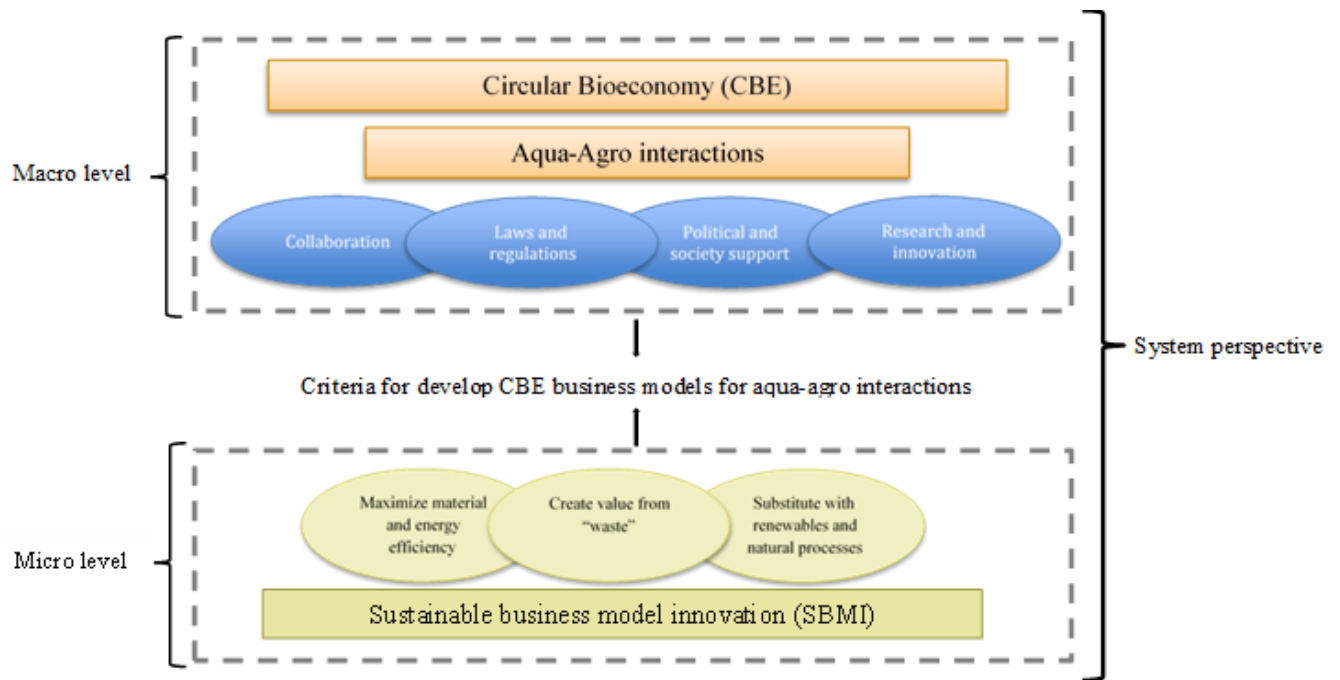 Circular Bioeconomy (CBE)
Aqua-Agro interactions
Macro level
Collaboration
Laws and
regulations
Political and
society support
Research and
innovation
System perspective
Criteria for develop CBE business models for aqua-agro interactions
Maximize material
and energy
efficiency
Create value from
“waste”
Substitute with
renewables and
natural processes
Micro level
Sustainable business model innovation (SBMI)